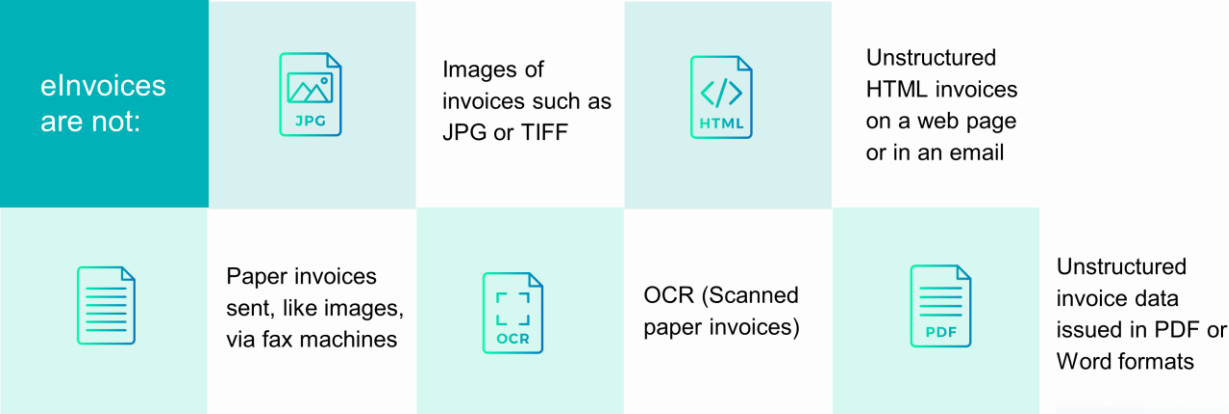 eInvoices
are not:
JPG
Images of
invoices such as
JPG or TIFF
HTML
Unstructured
HTML invoices
on a web page
or in an email
Paper invoices
sent, like images,
via fax machines
OCR
OCR (Scanned
paper invoices)
PDF
Unstructured
invoice data
issued in PDF or
Word formats